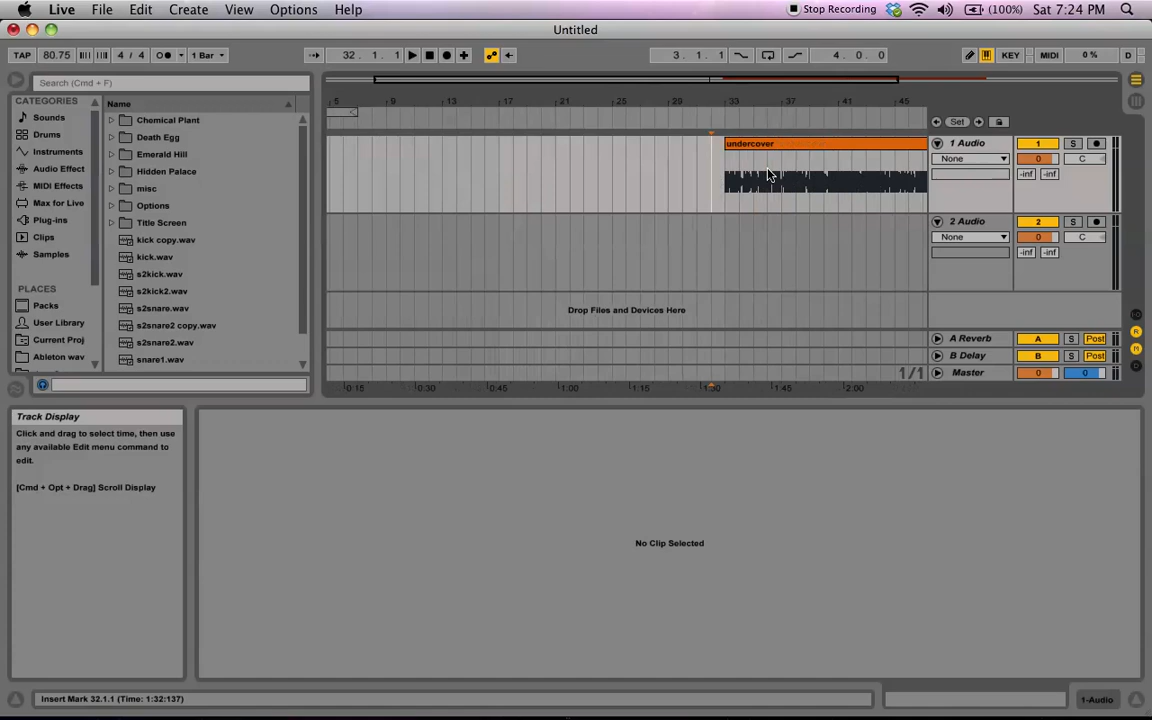 Live File Edit Create View Options Help Stop Recording (100%) Sat 7:24 PM
Untitled
TAP 80.75 4 / 4 1 Bar 32. 1. 1 3. 1. 1 4. 0. 0 KEY MIDI 0 % D
Search (Cmd + F)
CATEGORIES
Sounds
Drums
Instruments
Audio Effect
MIDI Effects
Max for Live
Plug-ins
Clips
Samples
PLACES
Packs
User Library
Current Proj
Ableton wav
Name
Chemical Plant
Death Egg
Emerald Hill
Hidden Palace
misc
Options
Title Screen
kick copy.wav
kick.wav
s2kick.wav
s2kick2.wav
s2snare.wav
s2snare2 copy.wav
s2snare2.wav
snare1.wav
5 9 13 17 21 25 29 33 37 41 45
Set
undercover
1 Audio 1 S
None 0 C
-inf -inf
2 Audio 2 S
None 0 C
-inf -inf
Drop Files and Devices Here
A Reverb A S Post
B Delay B S Post
1/1 Master 0 0
0:15 0:30 0:45 1:00 1:15 1:30 1:45 2:00
Track Display
Click and drag to select time, then use
any available Edit menu command to
edit.
[Cmd + Opt + Drag] Scroll Display
No Clip Selected
Insert Mark 32.1.1 (Time: 1:32:137)
1-Audio